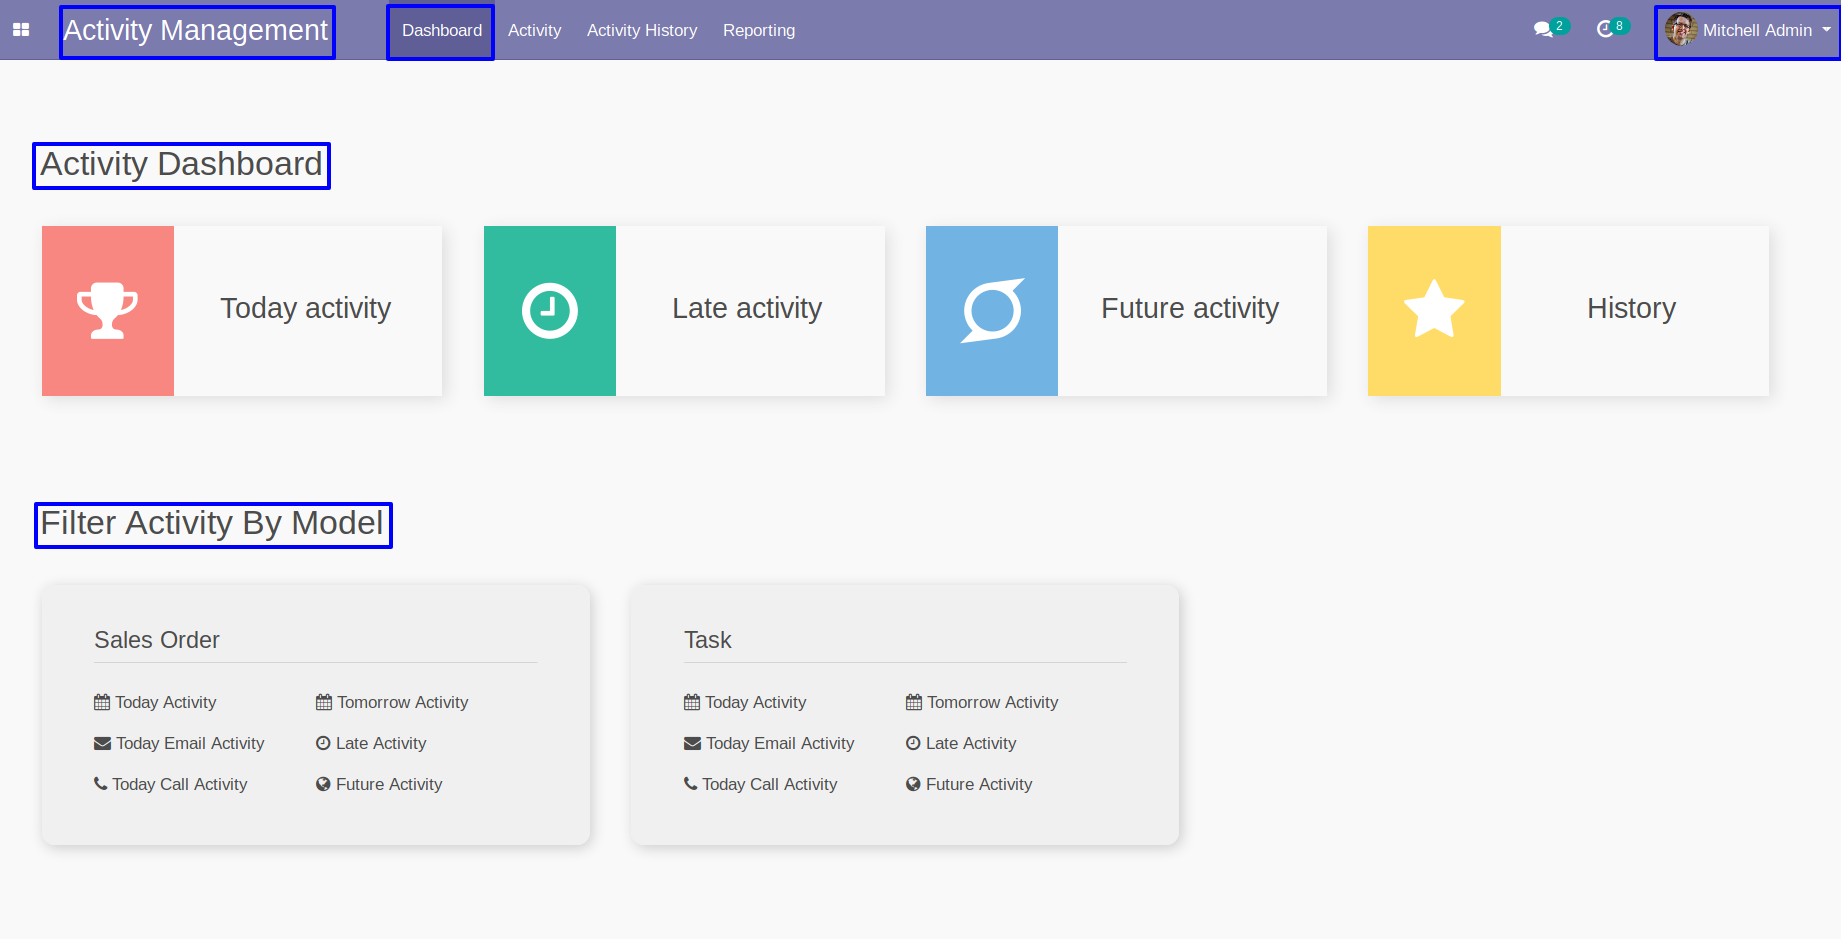 Activity Management
Dashboard
Activity
Activity History
Reporting
2
8
Mitchell Admin
Activity Dashboard
Today activity
Late activity
Future activity
History
Filter Activity By Model
Sales Order
Today Activity
Tomorrow Activity
Today Email Activity
Late Activity
Today Call Activity
Future Activity
Task
Today Activity
Tomorrow Activity
Today Email Activity
Late Activity
Today Call Activity
Future Activity